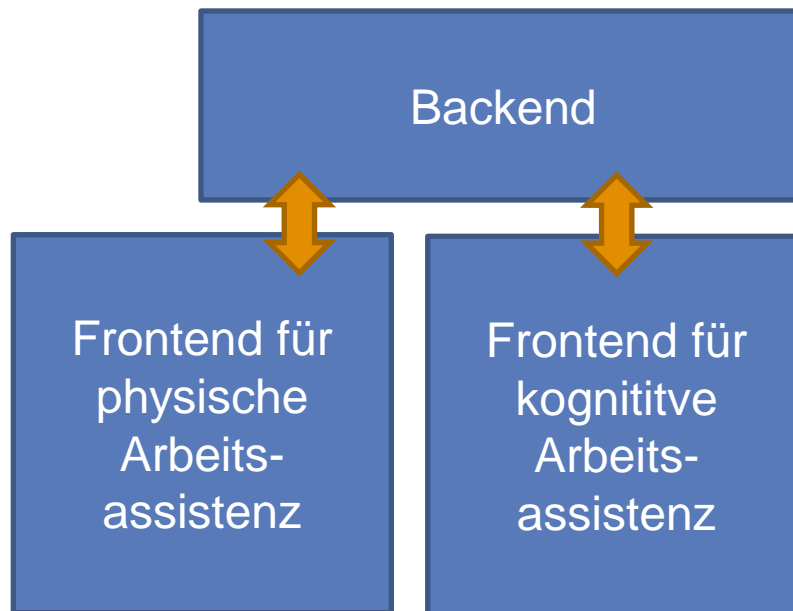 Backend
Frontend für
physische
Arbeits-
assistenz
Frontend für
kognititve
Arbeits-
assistenz